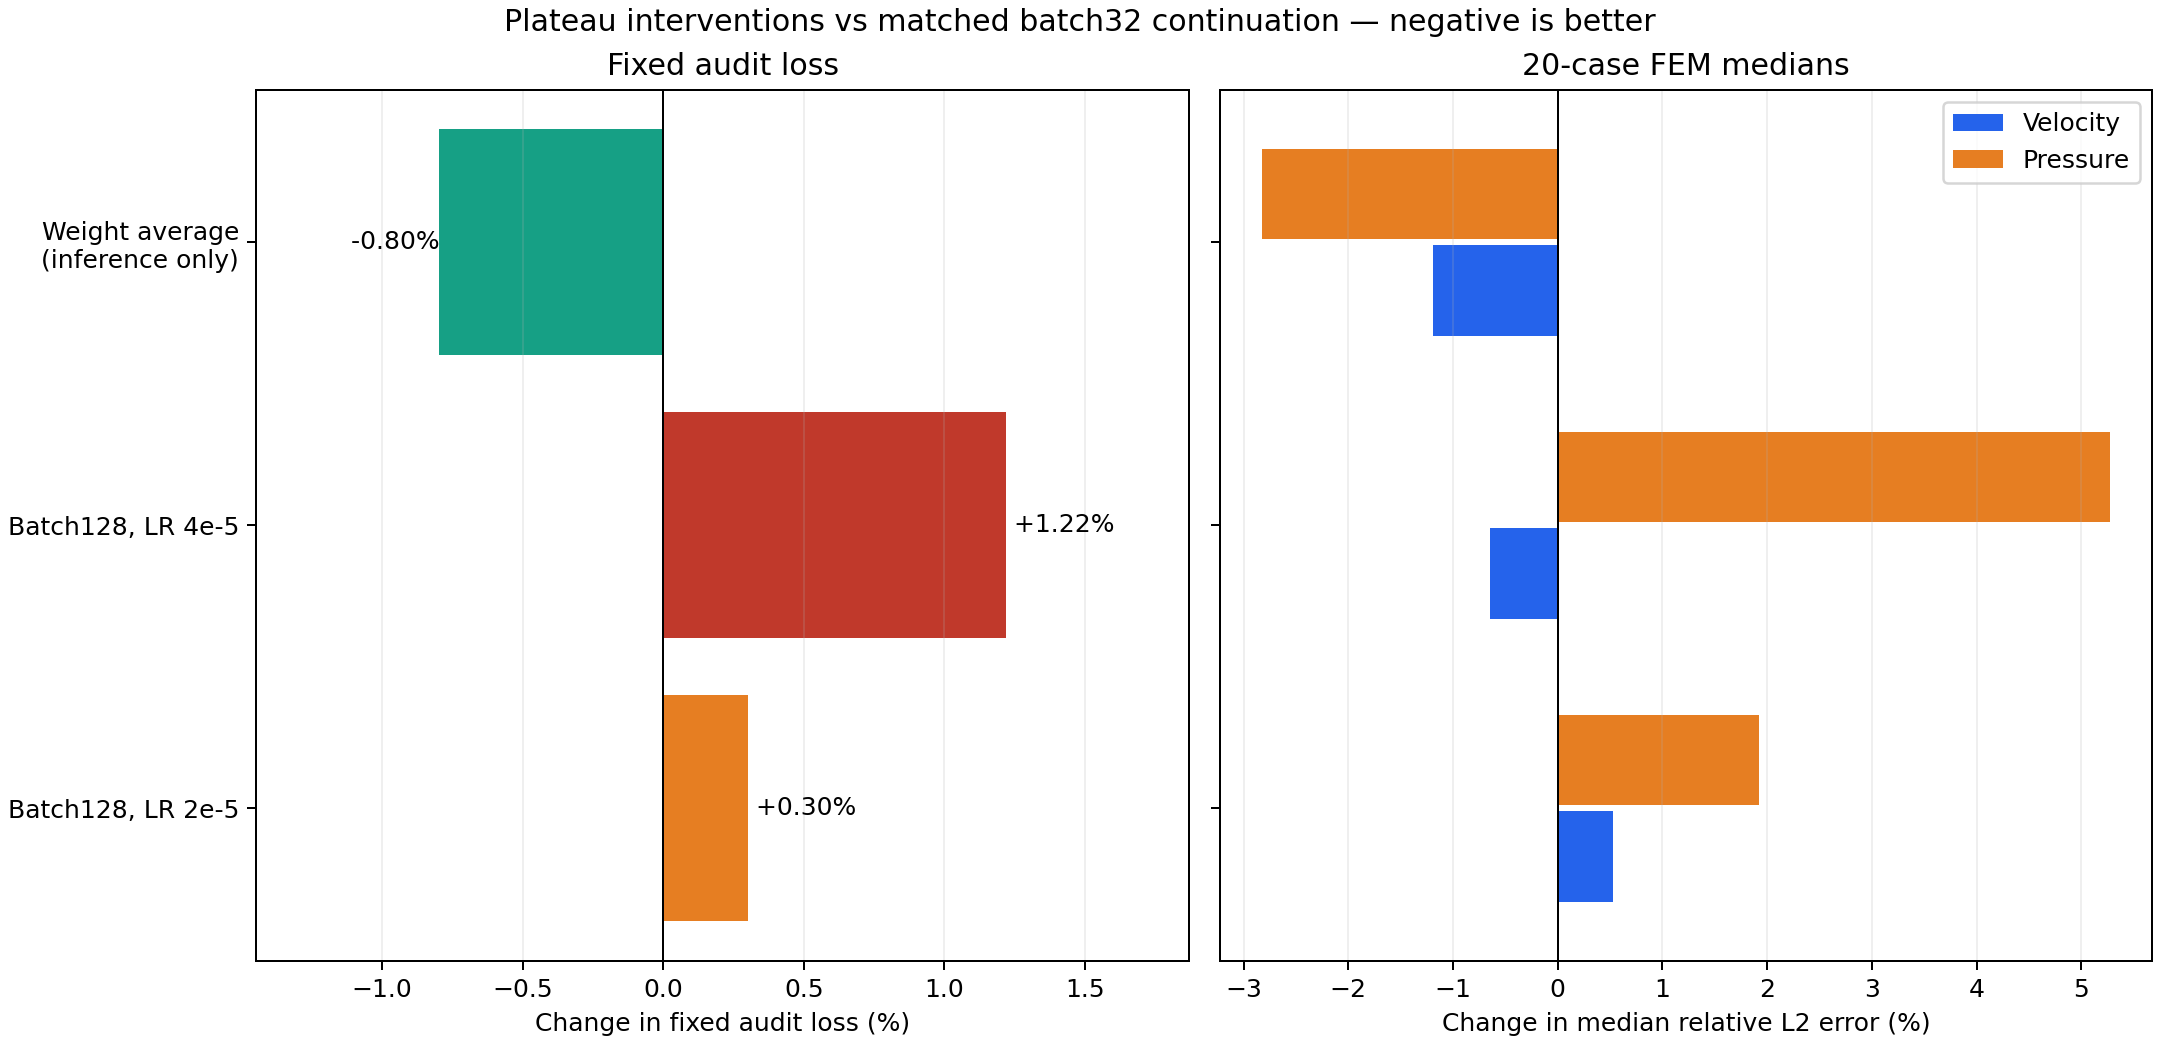 Plateau interventions vs matched batch32 continuation — negative is better
Fixed audit loss
Weight average
(inference only)
Batch128, LR 4e-5
Batch128, LR 2e-5
-0.80%
+1.22%
+0.30%
−1.0 −0.5 0.0 0.5 1.0 1.5
Change in fixed audit loss (%)
20-case FEM medians
Velocity
Pressure
−3 −2 −1 0 1 2 3 4 5
Change in median relative L2 error (%)